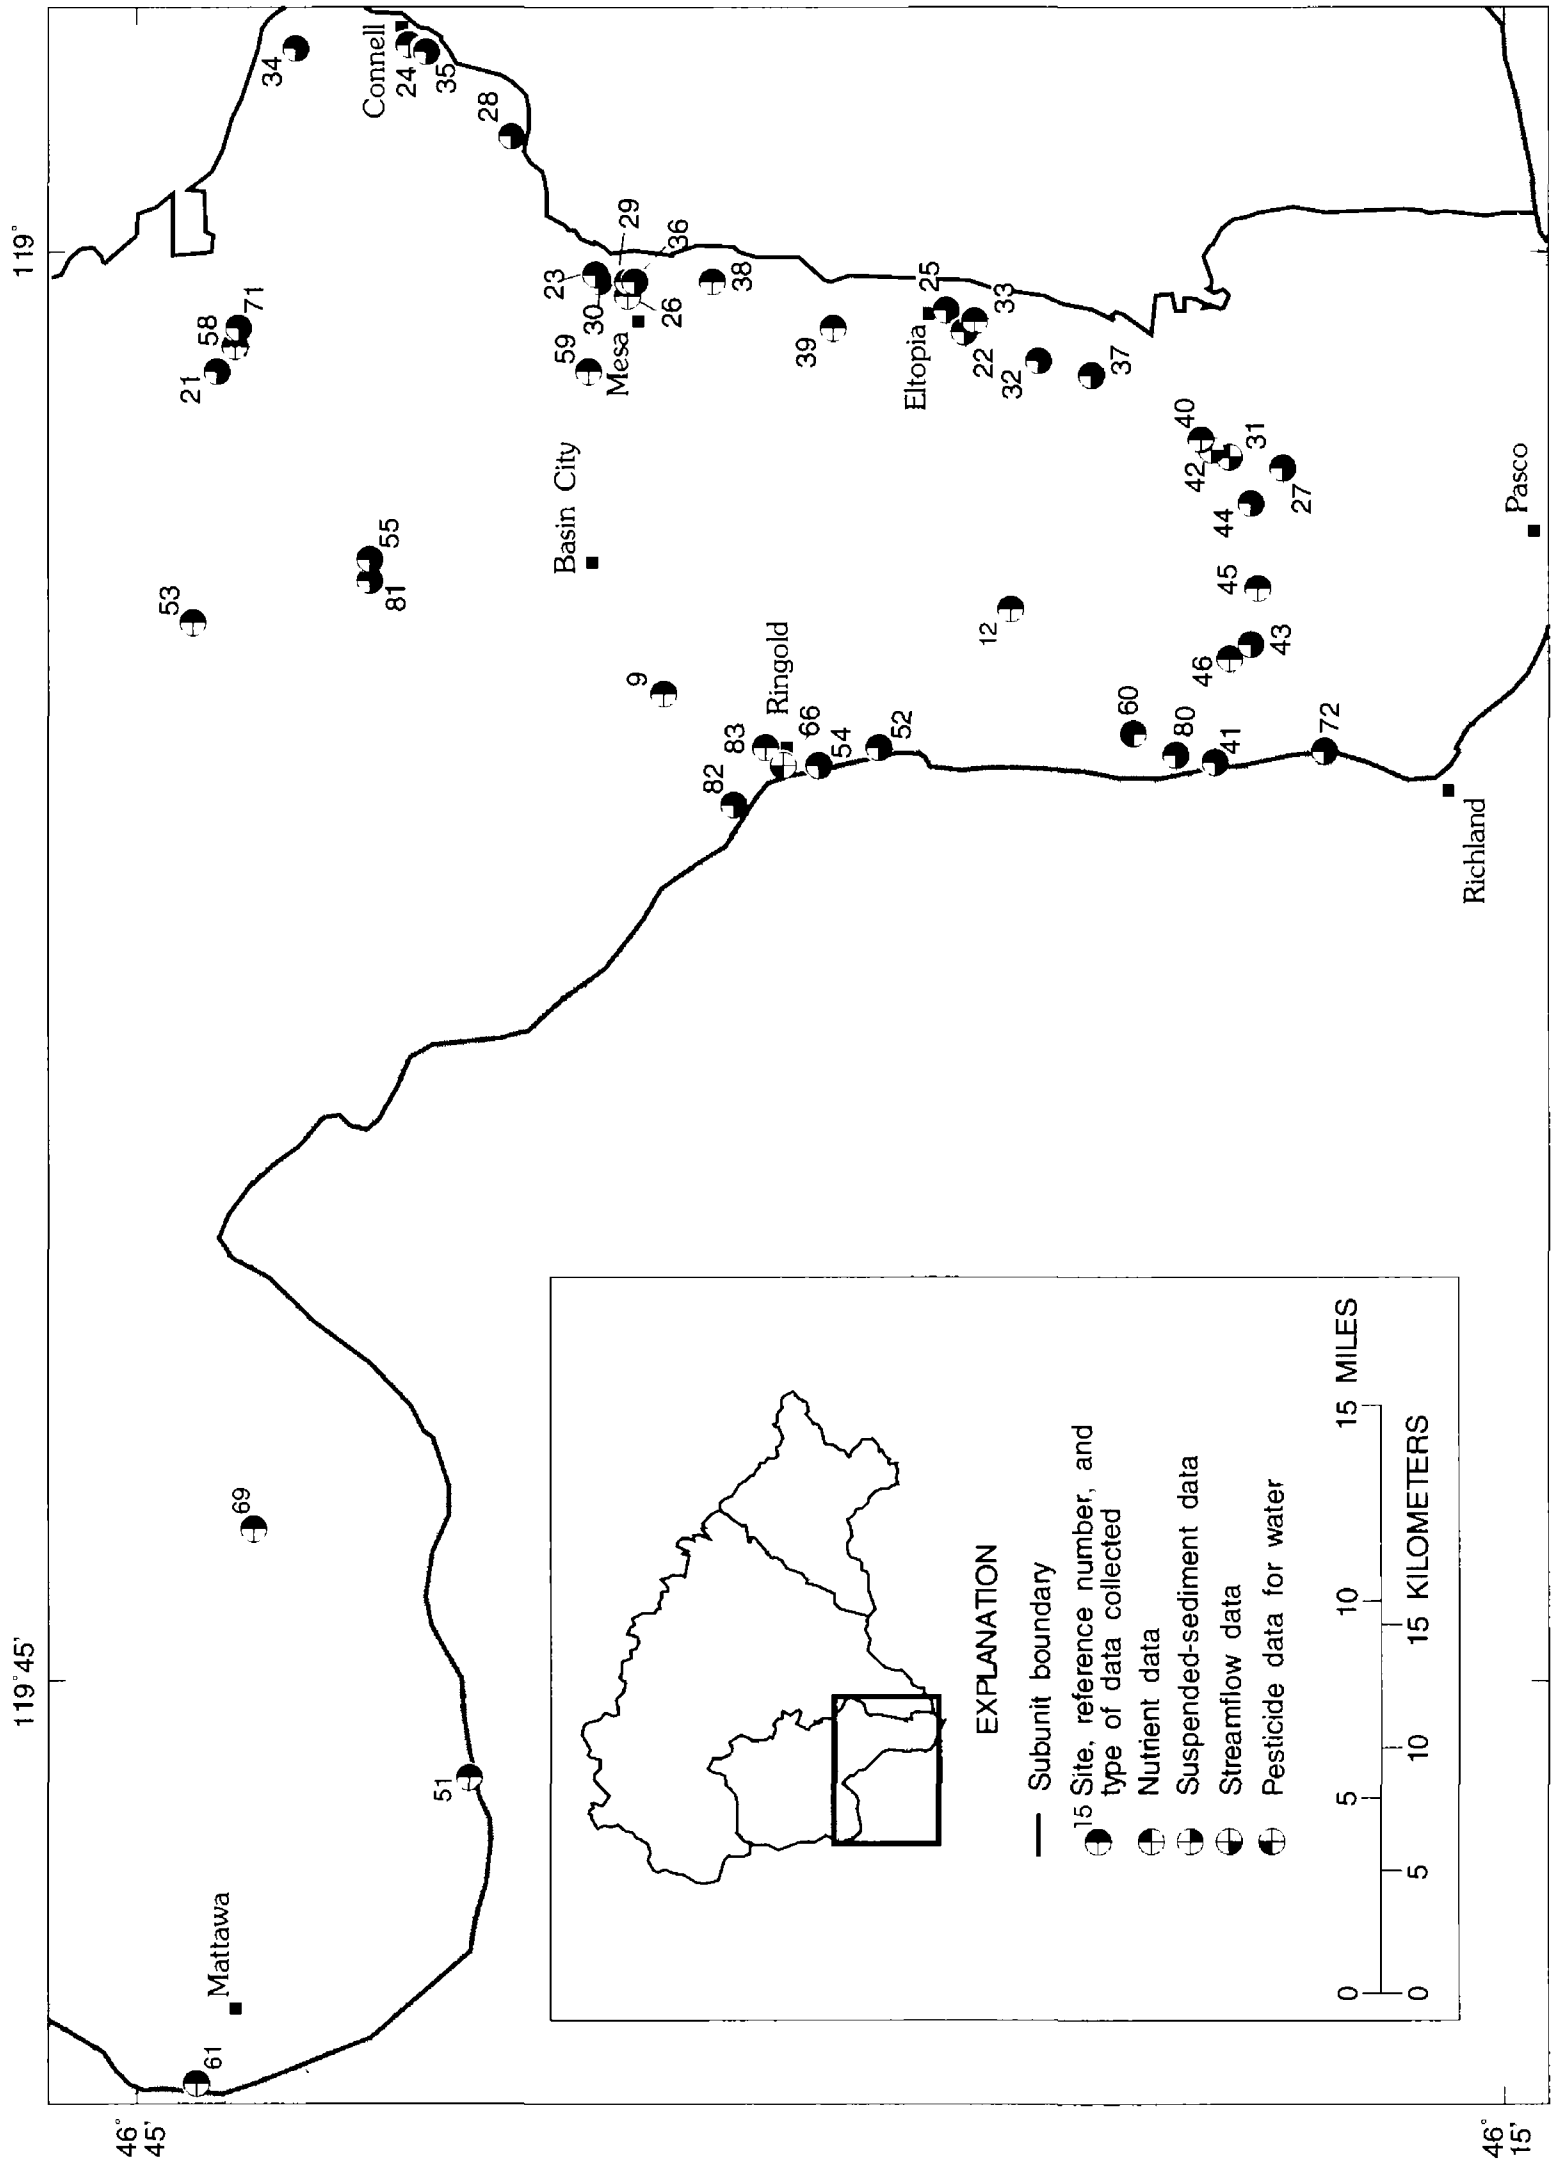 119°45'
119°
46°
45'
46°
15'
61
Mattawa
51
69
53
21
58
71
34
Connell
24
35
28
81
55
23
30
29
36
26
Mesa
59
38
Basin City
9
39
Ringold
83
82
66
54
52
25
Eltopia
33
22
32
37
12
40
42
31
27
44
45
43
46
60
80
41
72
Pasco
Richland
EXPLANATION
Subunit boundary
15 Site, reference number, and
type of data collected
Nutrient data
Suspended-sediment data
Streamflow data
Pesticide data for water
0 5 10 15 MILES
0 5 10 15 KILOMETERS